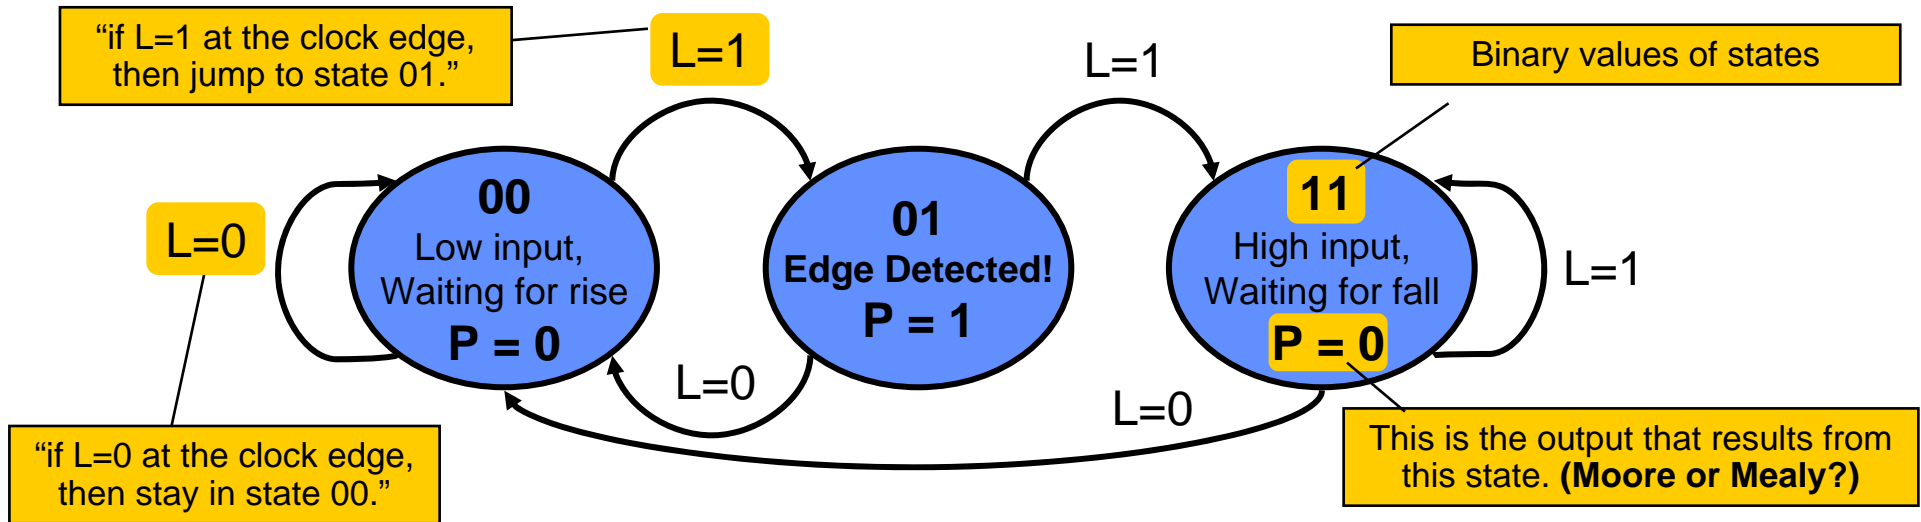 “if L=1 at the clock edge,
then jump to state 01.”
L=1
L=1
Binary values of states
L=0
00
Low input,
Waiting for rise
P = 0
01
Edge Detected!
P = 1
11
High input,
Waiting for fall
P = 0
L=1
L=0
L=0
“if L=0 at the clock edge,
then stay in state 00.”
This is the output that results from
this state. (Moore or Mealy?)